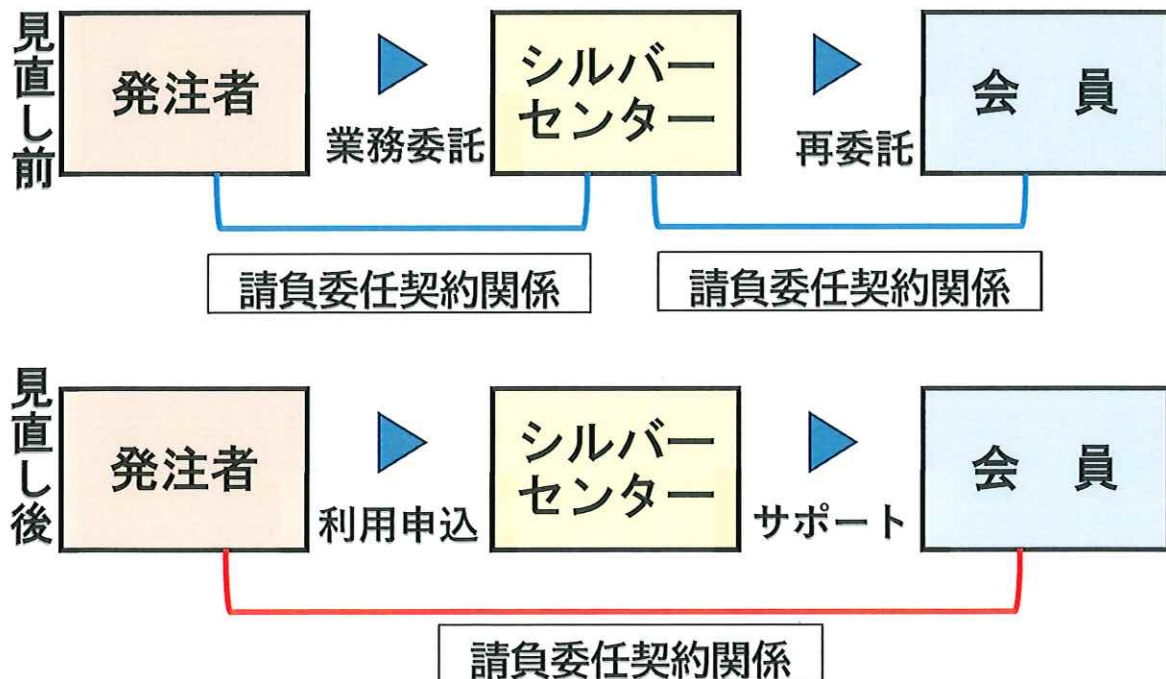 見直し前
発注者
業務委託
シルバー
センター
再委託
会 員
請負委任契約関係
請負委任契約関係
見直し後
発注者
利用申込
シルバー
センター
サポート
会 員
請負委任契約関係